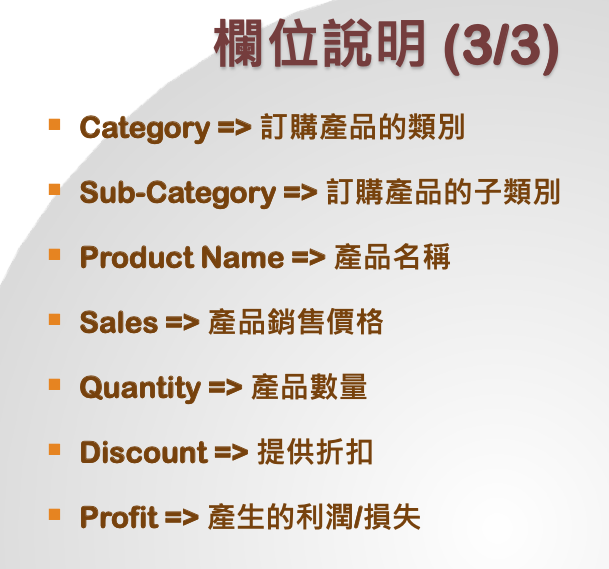 欄位說明 (3/3)
Category => 訂購產品的類別
Sub-Category => 訂購產品的子類別
Product Name => 產品名稱
Sales => 產品銷售價格
Quantity => 產品數量
Discount => 提供折扣
Profit => 產生的利潤/損失